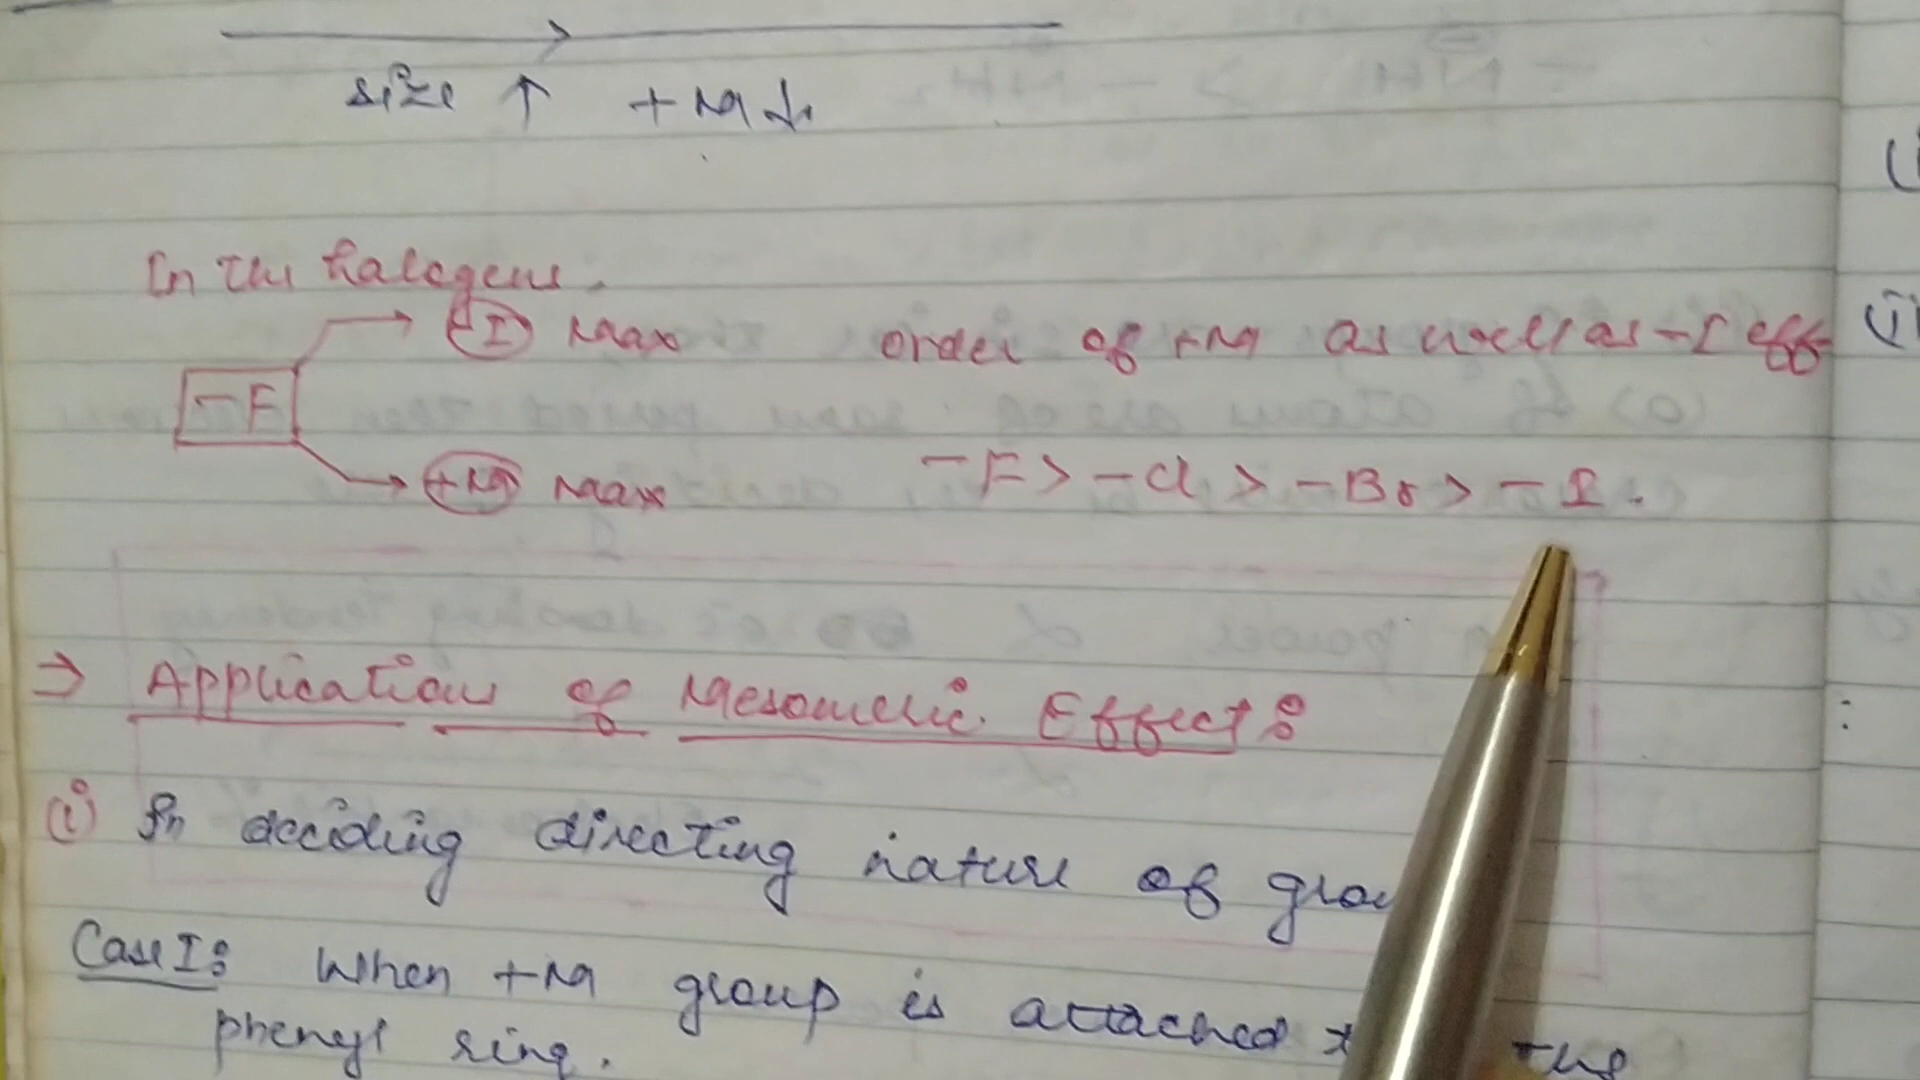 size ↑ +M ↓
In the halogens.
-I Max
order of +M as well as -I eff
-F
+M Max
-F > -Cl > -Br > -I.
⇒ Application of Mesomeric Effect:
(i) In deciding directing nature of grou
Case I: When +M group is attached the
phenyl ring.